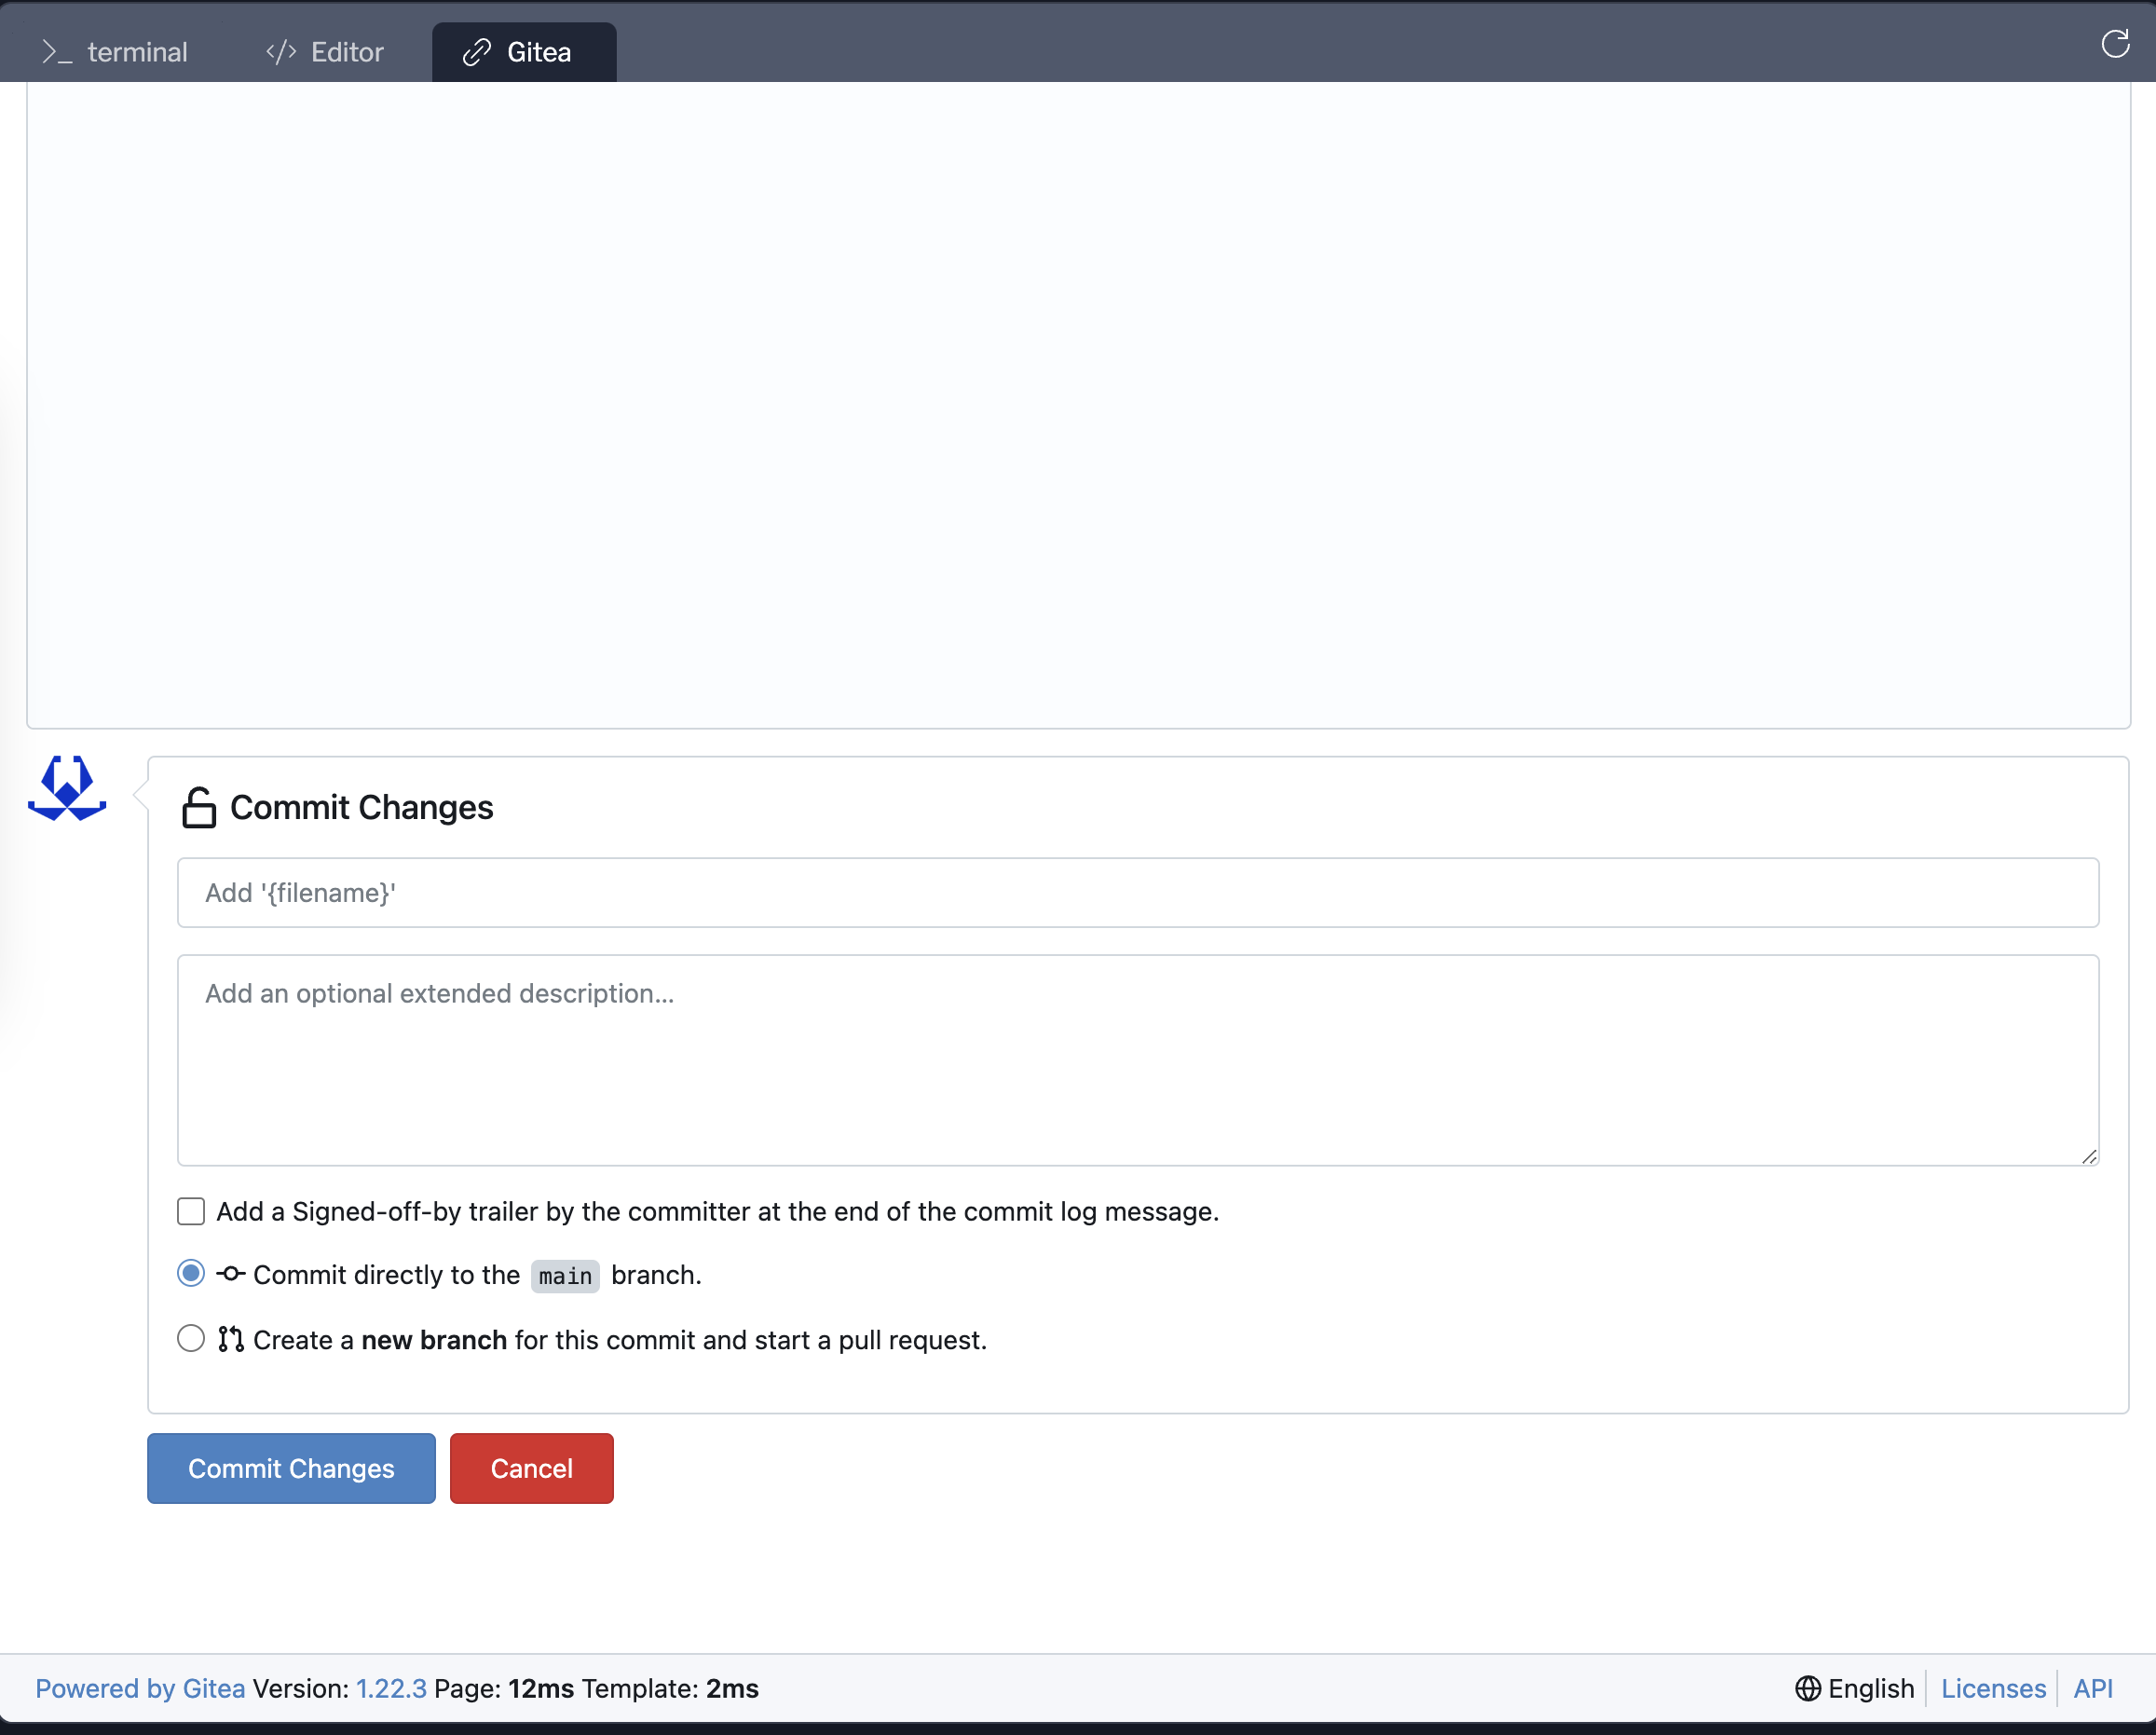 >_ terminal
</> Editor
Gitea
Commit Changes
Add '{filename}'
Add an optional extended description...
Add a Signed-off-by trailer by the committer at the end of the commit log message.
Commit directly to the main branch.
Create a new branch for this commit and start a pull request.
Commit Changes
Cancel
Powered by Gitea Version: 1.22.3 Page: 12ms Template: 2ms
English
Licenses
API